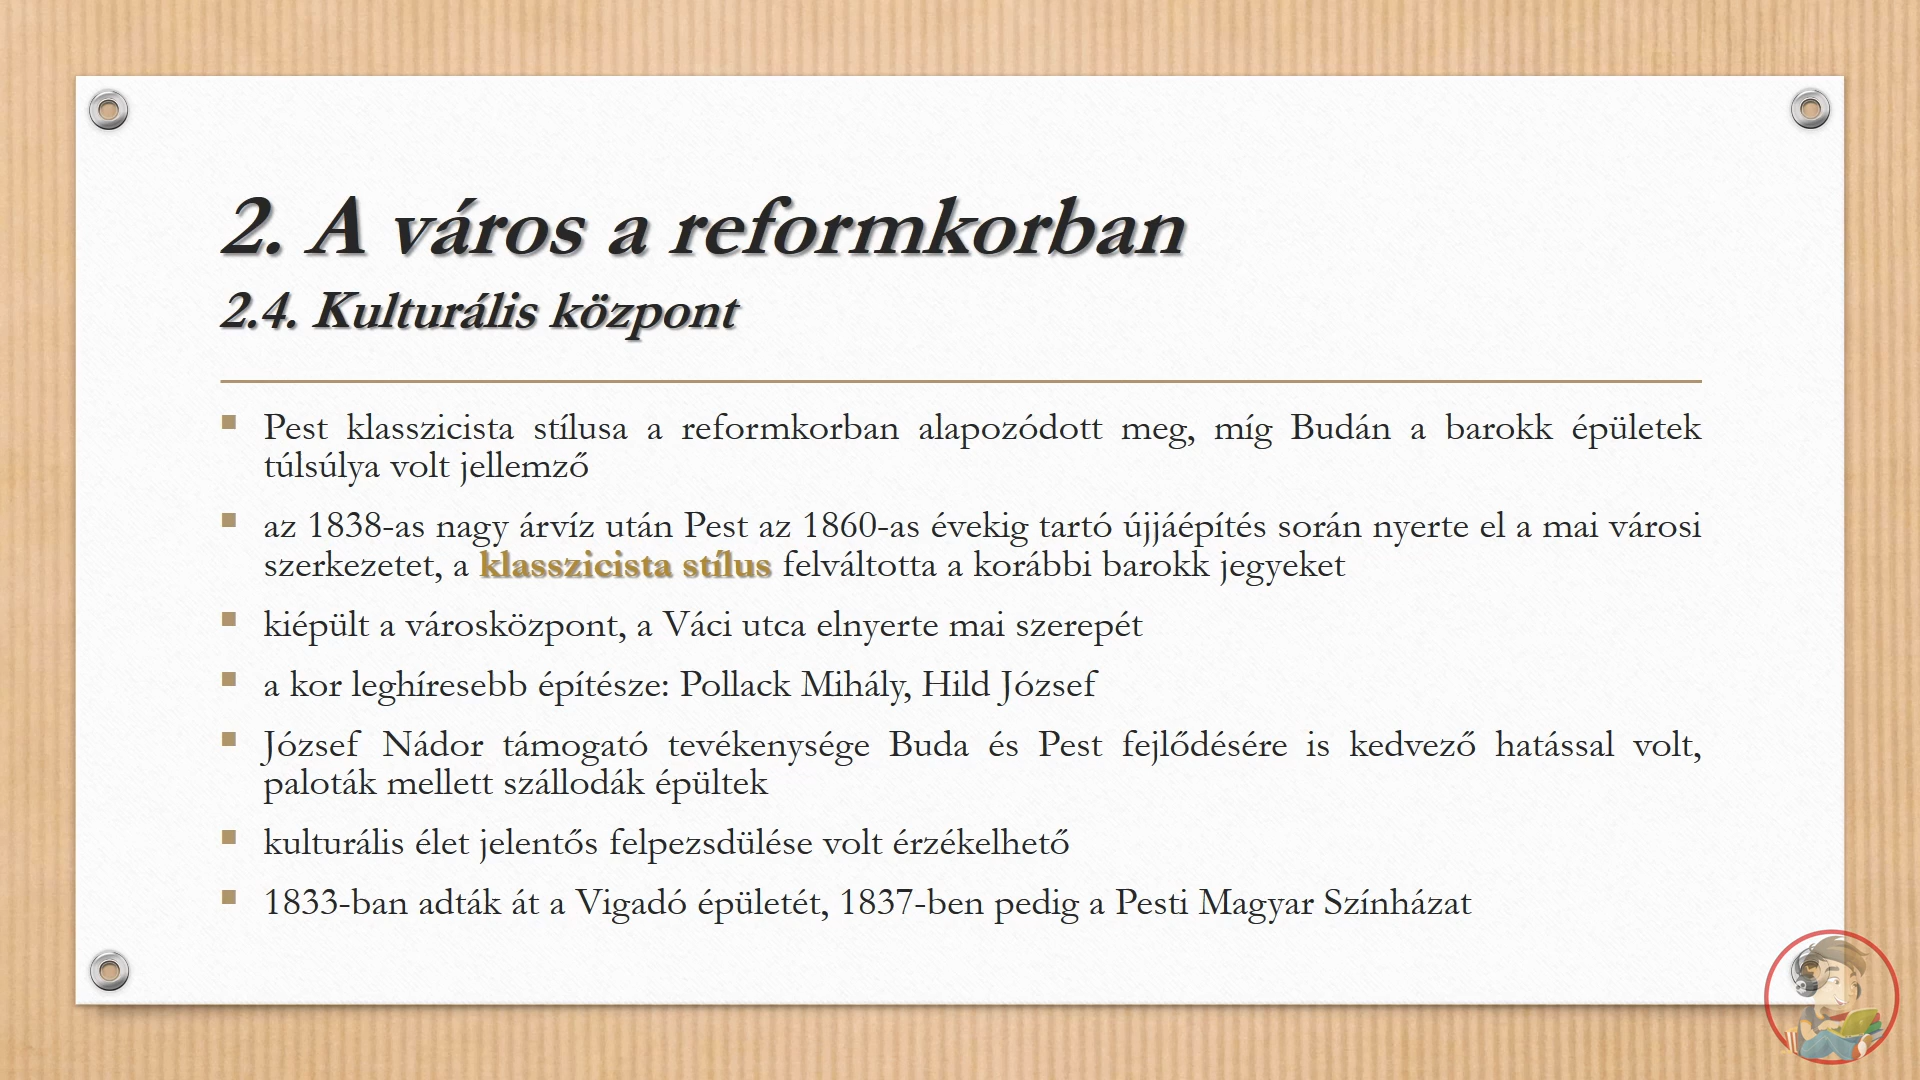 2. A város a reformkorban
2.4. Kulturális központ
Pest klasszicista stílusa a reformkorban alapozódott meg, míg Budán a barokk épületek
túlsúlya volt jellemző
az 1838-as nagy árvíz után Pest az 1860-as évekig tartó újjáépítés során nyerte el a mai városi
szerkezetet, a klasszicista stílus felváltotta a korábbi barokk jegyeket
kiépült a városközpont, a Váci utca elnyerte mai szerepét
a kor leghíresebb építésze: Pollack Mihály, Hild József
József Nádor támogató tevékenysége Buda és Pest fejlődésére is kedvező hatással volt,
paloták mellett szállodák épültek
kulturális élet jelentős felpezsdülése volt érzékelhető
1833-ban adták át a Vigadó épületét, 1837-ben pedig a Pesti Magyar Színházat